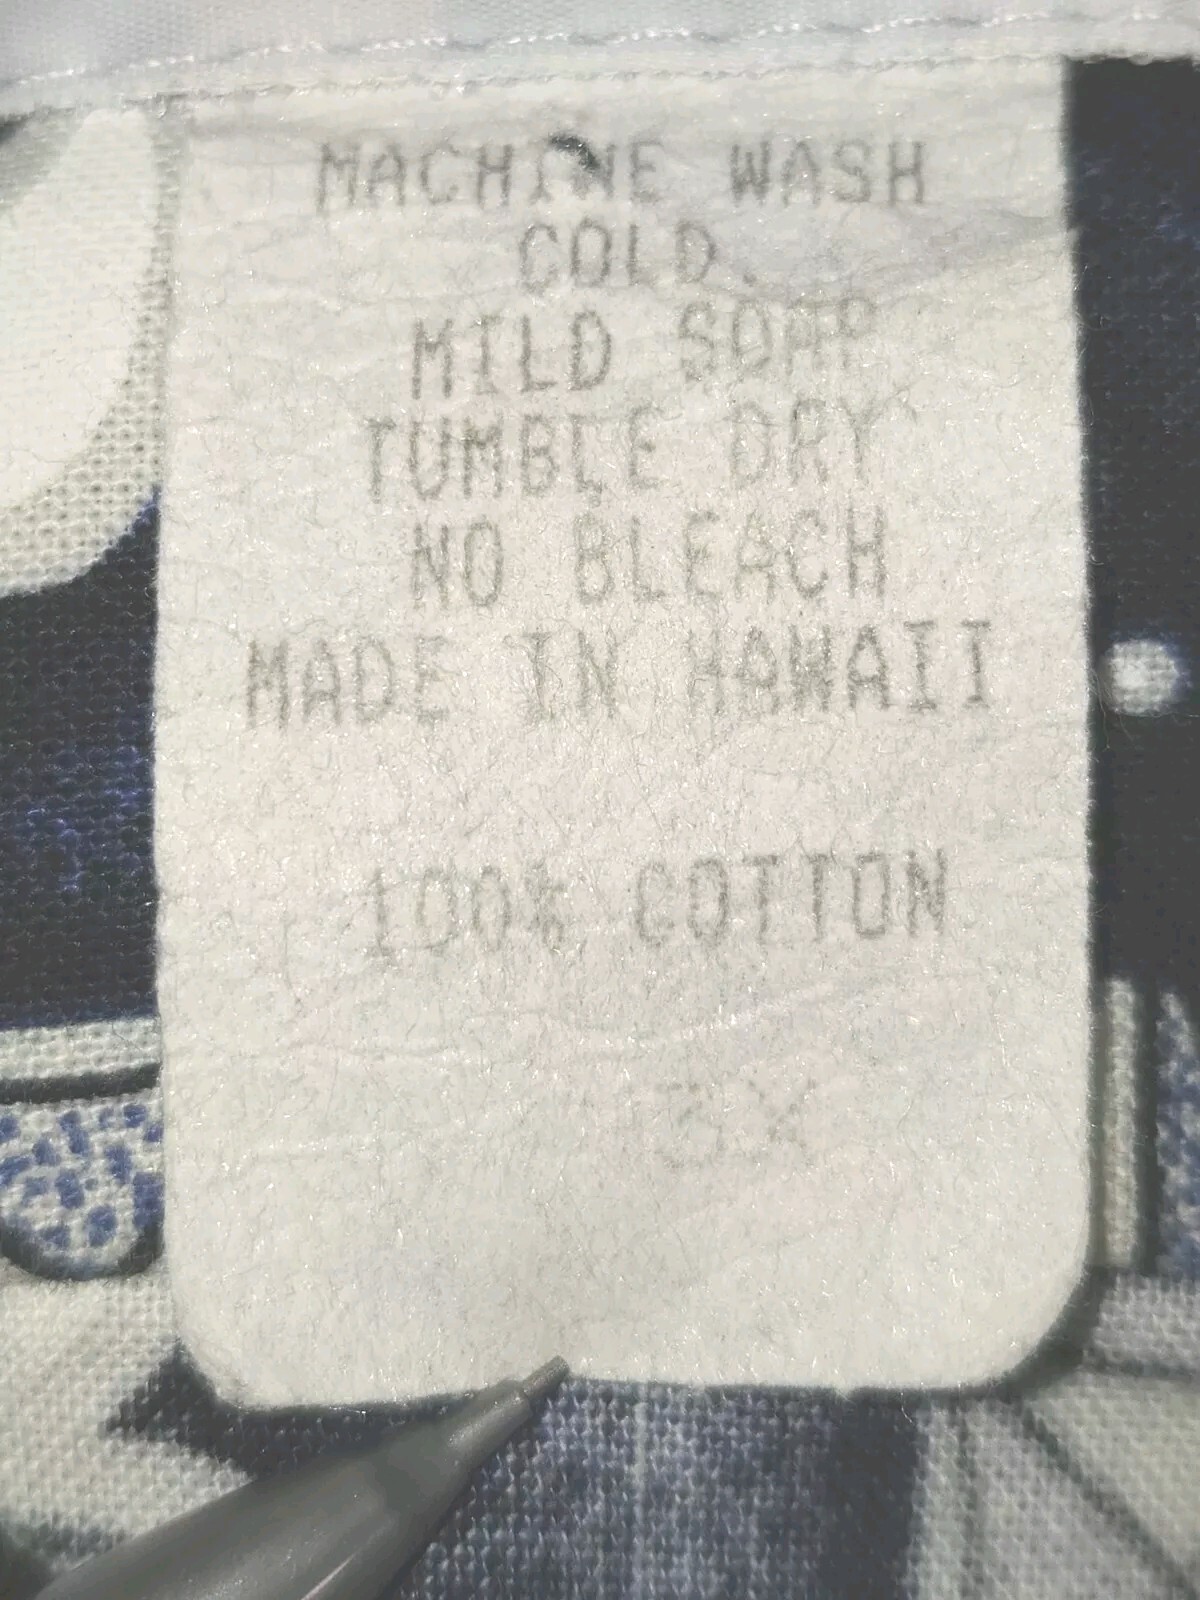 MACHINE WASH
COLD.
MILD SOAP
TUMBLE DRY
NO BLEACH
MADE IN HAWAII
100% COTTON
3X